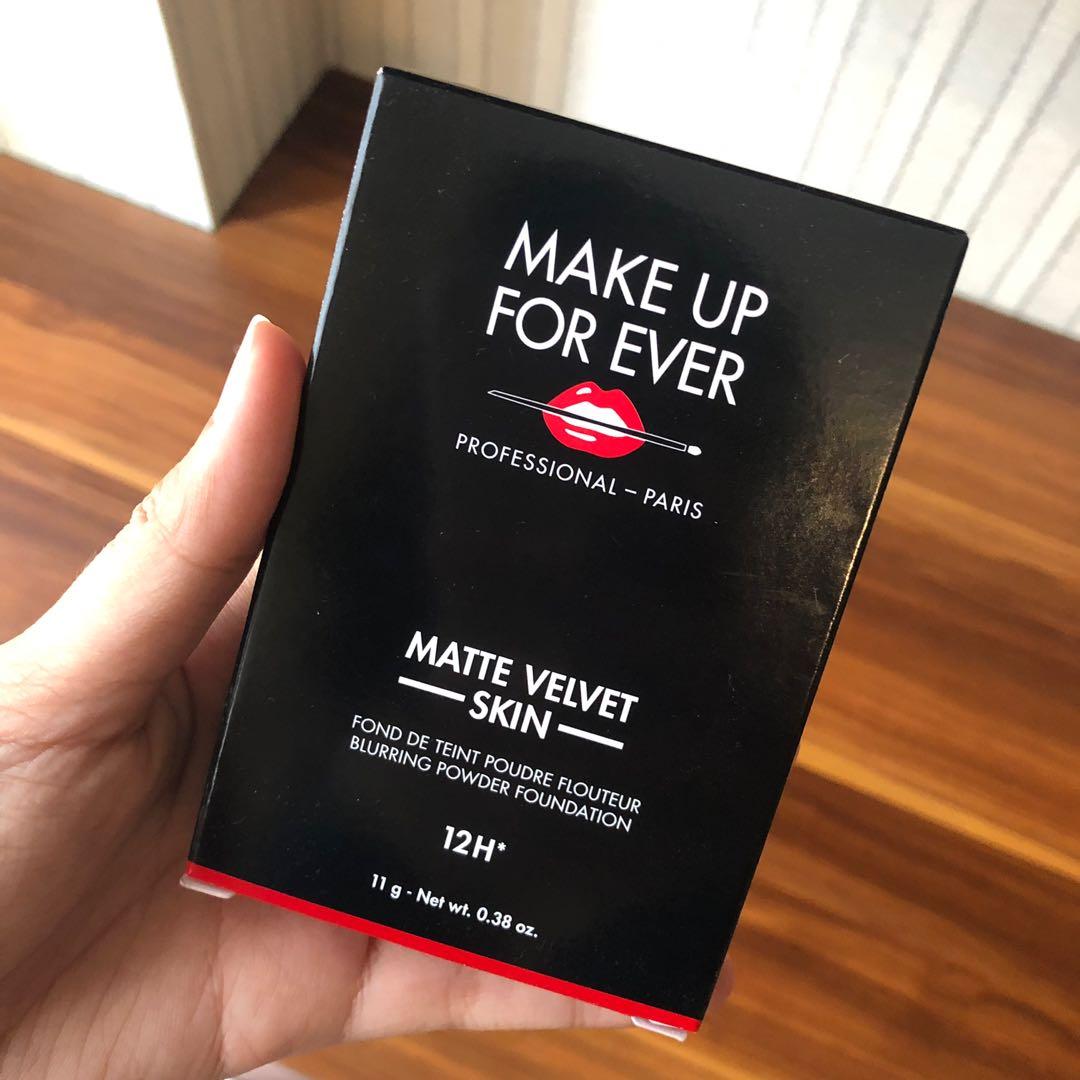 MAKE UP
FOR EVER
PROFESSIONAL – PARIS
MATTE VELVET
SKIN
FOND DE TEINT POUDRE FLOUTEUR
BLURRING POWDER FOUNDATION
12H*
11 g - Net wt. 0.38 oz.